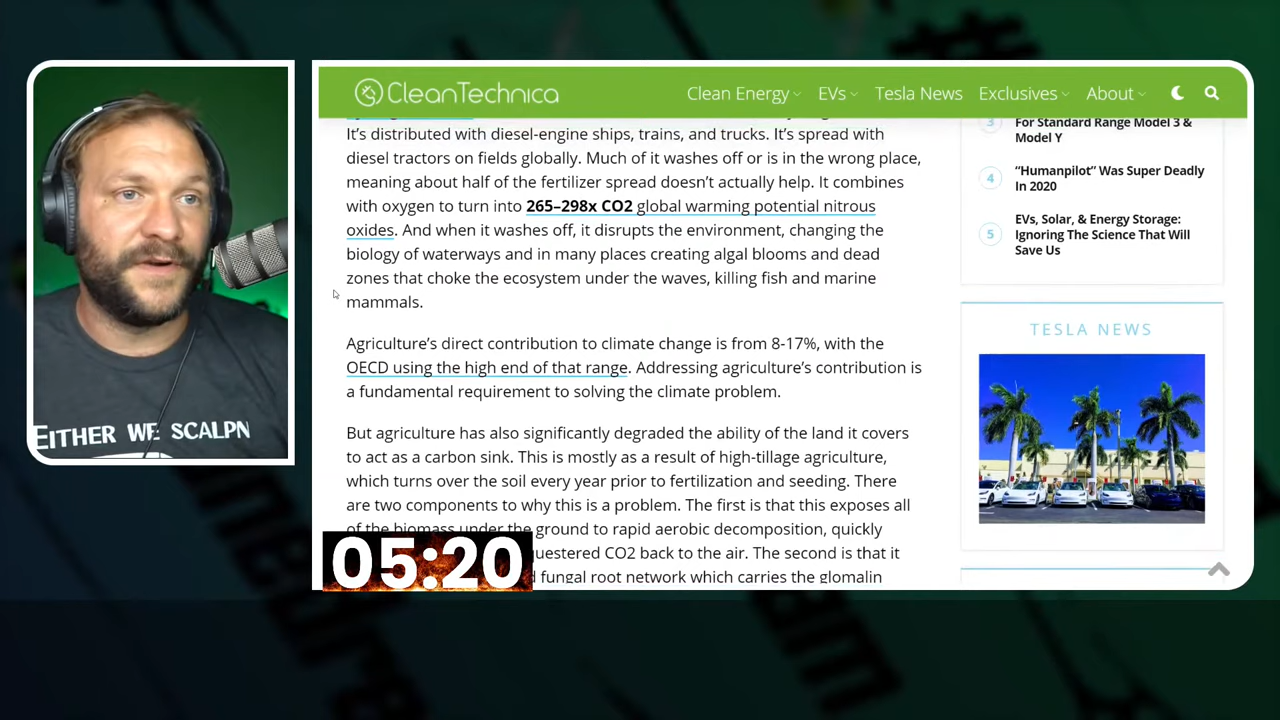 EITHER WE SCALPN
CleanTechnica
Clean Energy EVs Tesla News Exclusives About
It’s distributed with diesel-engine ships, trains, and trucks. It’s spread with
diesel tractors on fields globally. Much of it washes off or is in the wrong place,
meaning about half of the fertilizer spread doesn’t actually help. It combines
with oxygen to turn into 265–298x CO2 global warming potential nitrous
oxides. And when it washes off, it disrupts the environment, changing the
biology of waterways and in many places creating algal blooms and dead
zones that choke the ecosystem under the waves, killing fish and marine
mammals.
Agriculture’s direct contribution to climate change is from 8-17%, with the
OECD using the high end of that range. Addressing agriculture’s contribution is
a fundamental requirement to solving the climate problem.
But agriculture has also significantly degraded the ability of the land it covers
to act as a carbon sink. This is mostly as a result of high-tillage agriculture,
which turns over the soil every year prior to fertilization and seeding. There
are two components to why this is a problem. The first is that this exposes all
of the biomass under the ground to rapid aerobic decomposition, quickly
questered CO2 back to the air. The second is that it
d fungal root network which carries the glomalin
05:20
3
For Standard Range Model 3 &
Model Y
4
“Humanpilot” Was Super Deadly
In 2020
5
EVs, Solar, & Energy Storage:
Ignoring The Science That Will
Save Us
TESLA NEWS